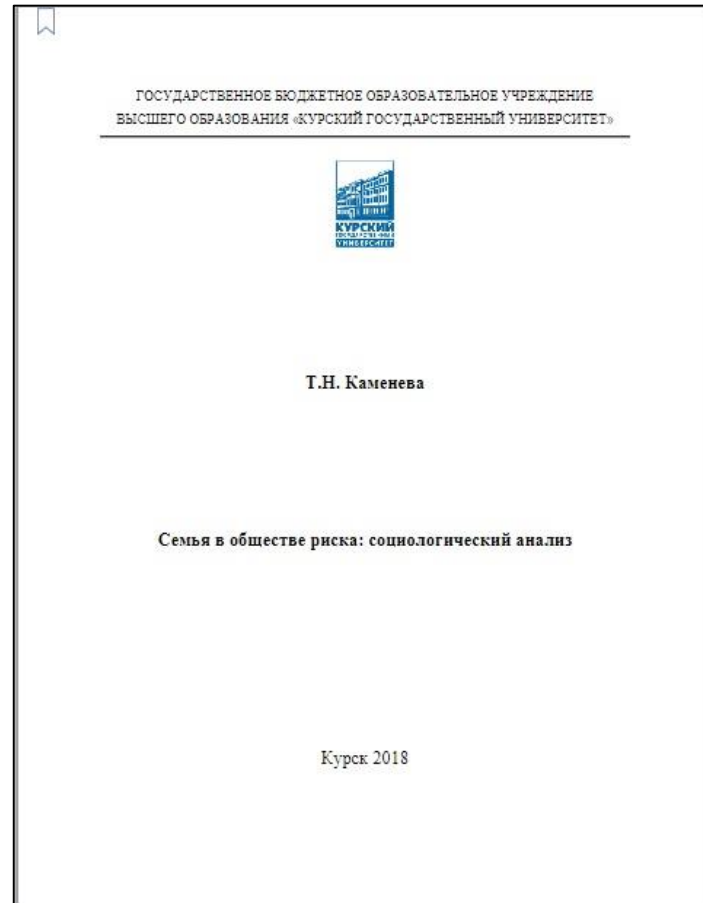 ГОСУДАРСТВЕННОЕ БЮДЖЕТНОЕ ОБРАЗОВАТЕЛЬНОЕ УЧРЕЖДЕНИЕ
ВЫСШЕГО ОБРАЗОВАНИЯ «КУРСКИЙ ГОСУДАРСТВЕННЫЙ УНИВЕРСИТЕТ»
КУРСКИЙ
ГОСУДАРСТВЕННЫЙ
УНИВЕРСИТЕТ
Т.Н. Каменева
Семья в обществе риска: социологический анализ
Курск 2018